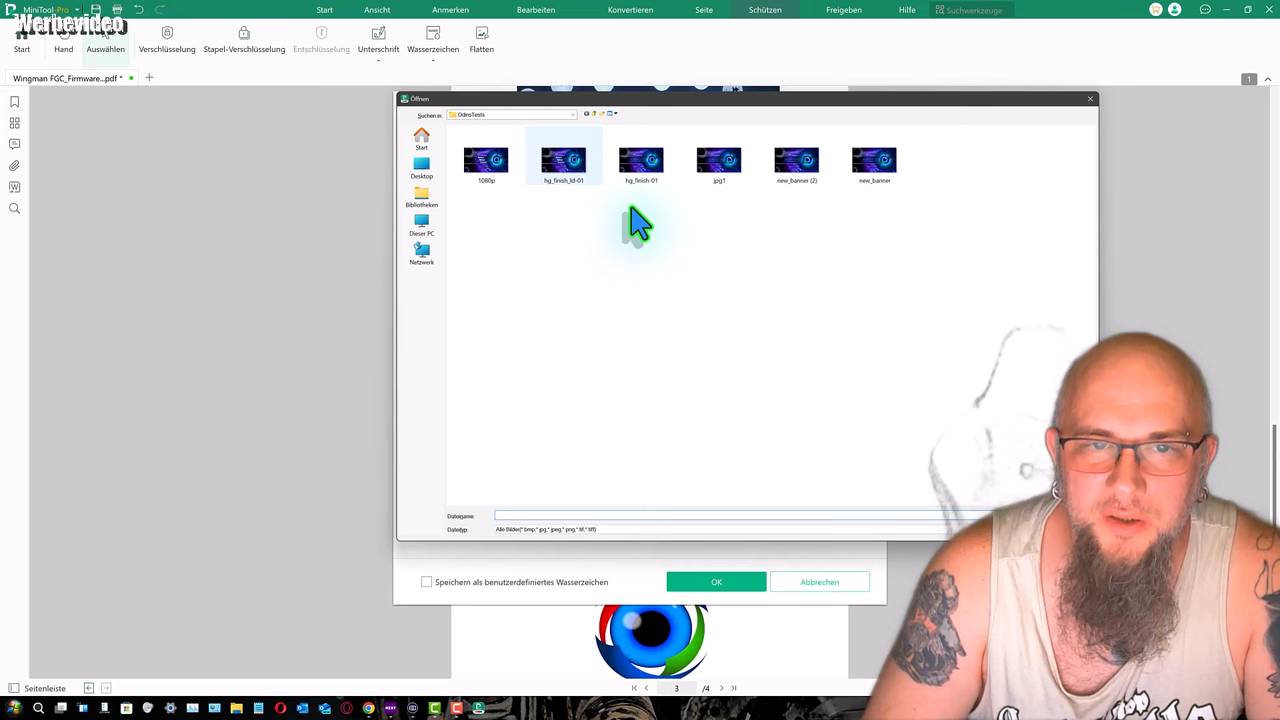 MiniTool-Pro
Start
Ansicht
Anmerken
Bearbeiten
Konvertieren
Seite
Schützen
Freigeben
Hilfe
Suchwerkzeuge
Werbevideo
Start
Hand
Auswählen
Verschlüsselung
Stapel-Verschlüsselung
Entschlüsselung
Unterschrift
Wasserzeichen
Flatten
Wingman FGC_Firmware...pdf *
1
Öffnen
Suchen in:
OdinsTests
Start
Desktop
Bibliotheken
Dieser PC
Netzwerk
1080p
hg_finish_ld-01
hg_finish-01
jpg1
new_banner (2)
new_banner
Dateiname:
Dateityp:
Alle Bilder(*.bmp,*.jpg,*.jpeg,*.png,*.tif,*.tiff)
Speichern als benutzerdefiniertes Wasserzeichen
OK
Abbrechen
Seitenleiste
3
/4